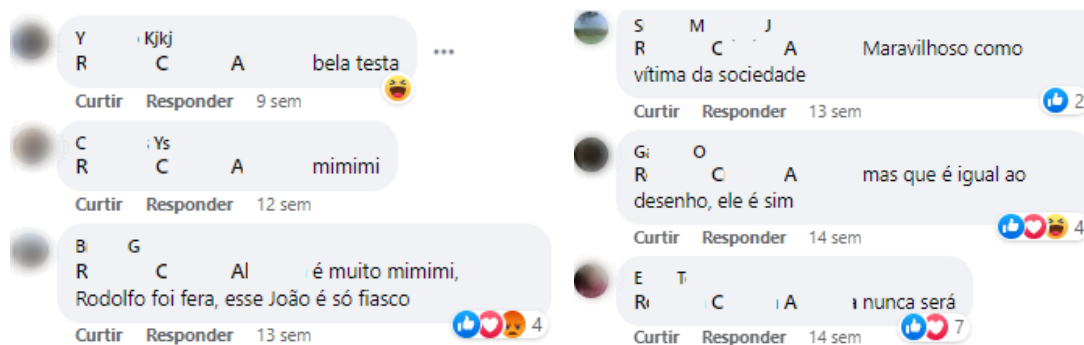 Y Kjkj
R C A bela testa
Curtir Responder 9 sem
C Ys
R C A mimimi
Curtir Responder 12 sem
B G
R C Al é muito mimimi,
Rodolfo foi fera, esse João é só fiasco
4
Curtir Responder 13 sem
S M J
R C A Maravilhoso como
vítima da sociedade
2
Curtir Responder 13 sem
Ga O
R C A mas que é igual ao
desenho, ele é sim
4
Curtir Responder 14 sem
E T
R C A nunca será
7
Curtir Responder 14 sem